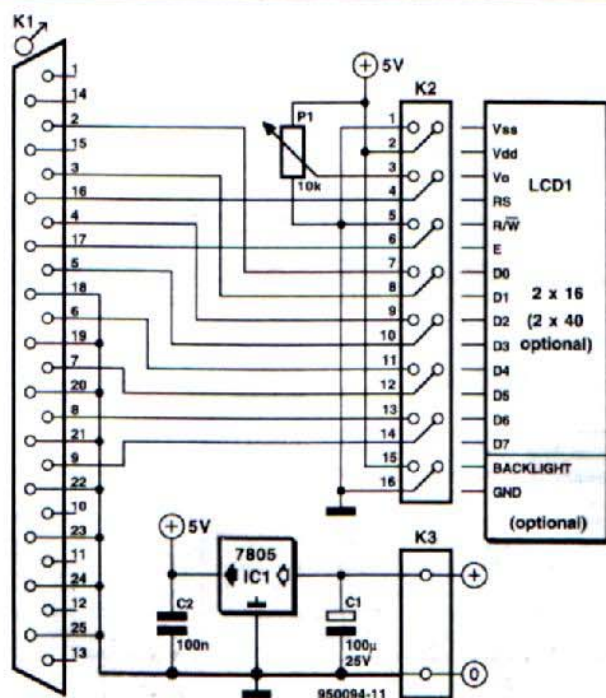 K1
1
14
2
15
3
16
4
17
5
18
6
19
7
20
8
21
9
22
10
23
11
24
12
25
13
5V
P1
10k
K2
1
2
3
4
5
6
7
8
9
10
11
12
13
14
15
16
Vss
Vdd
Vo
RS
R/W̅
E
D0
D1
D2
D3
D4
D5
D6
D7
BACKLIGHT
GND
(optional)
LCD1
2 x 16
(2 x 40
optional)
5V
7805
IC1
C2
100n
C1
100µ
25V
K3
+
0
950094-11